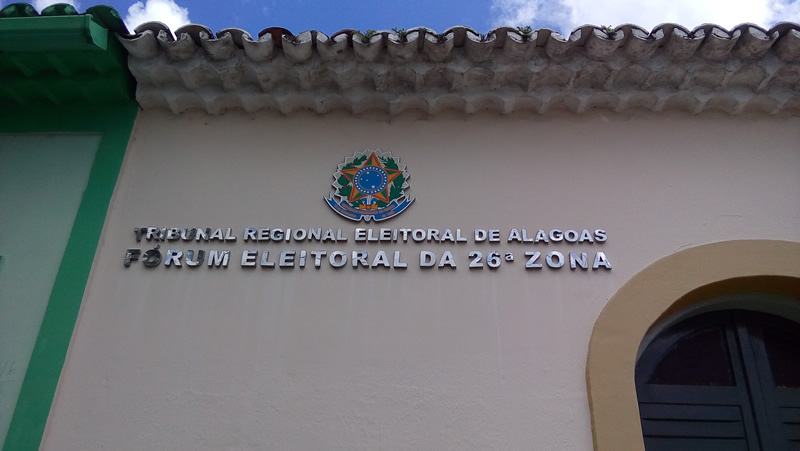 TRIBUNAL REGIONAL ELEITORAL DE ALAGOAS
FÓRUM ELEITORAL DA 26ª ZONA